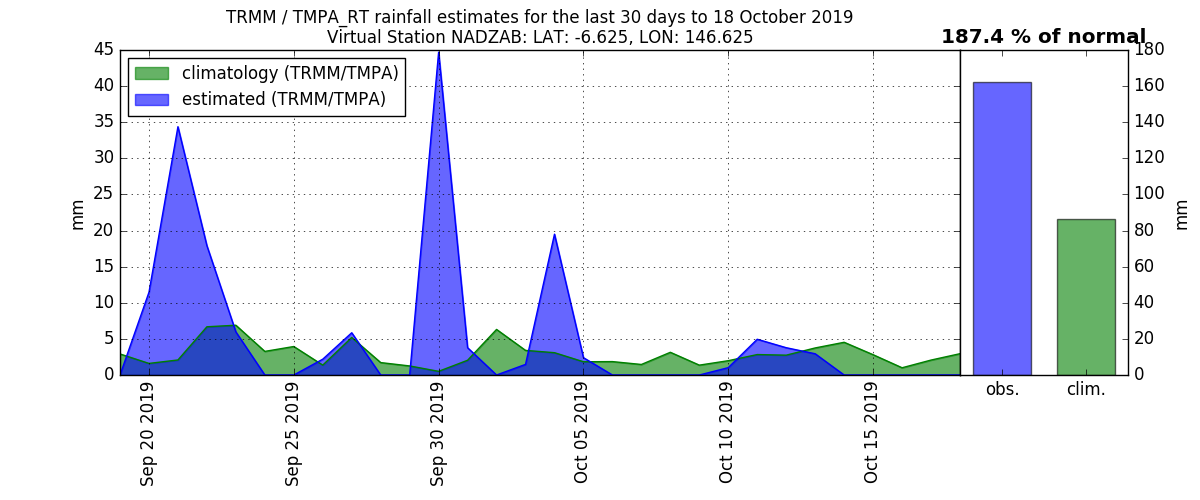 TRMM / TMPA_RT rainfall estimates for the last 30 days to 18 October 2019
Virtual Station NADZAB: LAT: -6.625, LON: 146.625
187.4 % of normal
climatology (TRMM/TMPA)
estimated (TRMM/TMPA)
mm
45
40
35
30
25
20
15
10
5
0
Sep 20 2019
Sep 25 2019
Sep 30 2019
Oct 05 2019
Oct 10 2019
Oct 15 2019
180
160
140
120
100
80
60
40
20
0
mm
obs.
clim.